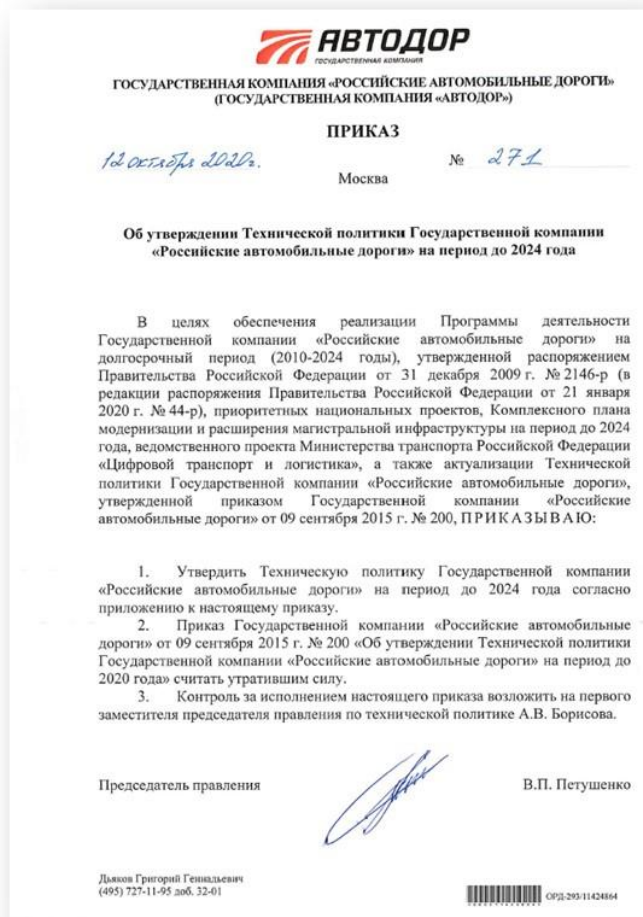 АВТОДОР
ГОСУДАРСТВЕННАЯ КОМПАНИЯ
ГОСУДАРСТВЕННАЯ КОМПАНИЯ «РОССИЙСКИЕ АВТОМОБИЛЬНЫЕ ДОРОГИ»
(ГОСУДАРСТВЕННАЯ КОМПАНИЯ «АВТОДОР»)
ПРИКАЗ
12 октября 2020г. № 271
Москва
Об утверждении Технической политики Государственной компании
«Российские автомобильные дороги» на период до 2024 года
В целях обеспечения реализации Программы деятельности
Государственной компании «Российские автомобильные дороги» на
долгосрочный период (2010-2024 годы), утвержденной распоряжением
Правительства Российской Федерации от 31 декабря 2009 г. № 2146-р (в
редакции распоряжения Правительства Российской Федерации от 21 января
2020 г. № 44-р), приоритетных национальных проектов, Комплексного плана
модернизации и расширения магистральной инфраструктуры на период до 2024
года, ведомственного проекта Министерства транспорта Российской Федерации
«Цифровой транспорт и логистика», а также актуализации Технической
политики Государственной компании «Российские автомобильные дороги»,
утвержденной приказом Государственной компании «Российские
автомобильные дороги» от 09 сентября 2015 г. № 200, ПРИКАЗЫВАЮ:
1. Утвердить Техническую политику Государственной компании
«Российские автомобильные дороги» на период до 2024 года согласно
приложению к настоящему приказу.
2. Приказ Государственной компании «Российские автомобильные
дороги» от 09 сентября 2015 г. № 200 «Об утверждении Технической политики
Государственной компании «Российские автомобильные дороги» на период до
2020 года» считать утратившим силу.
3. Контроль за исполнением настоящего приказа возложить на первого
заместителя председателя правления по технической политике А.В. Борисова.
Председатель правления В.П. Петушенко
Дьяков Григорий Геннадьевич
(495) 727-11-95 доб. 32-01
ОРД-293/11424864